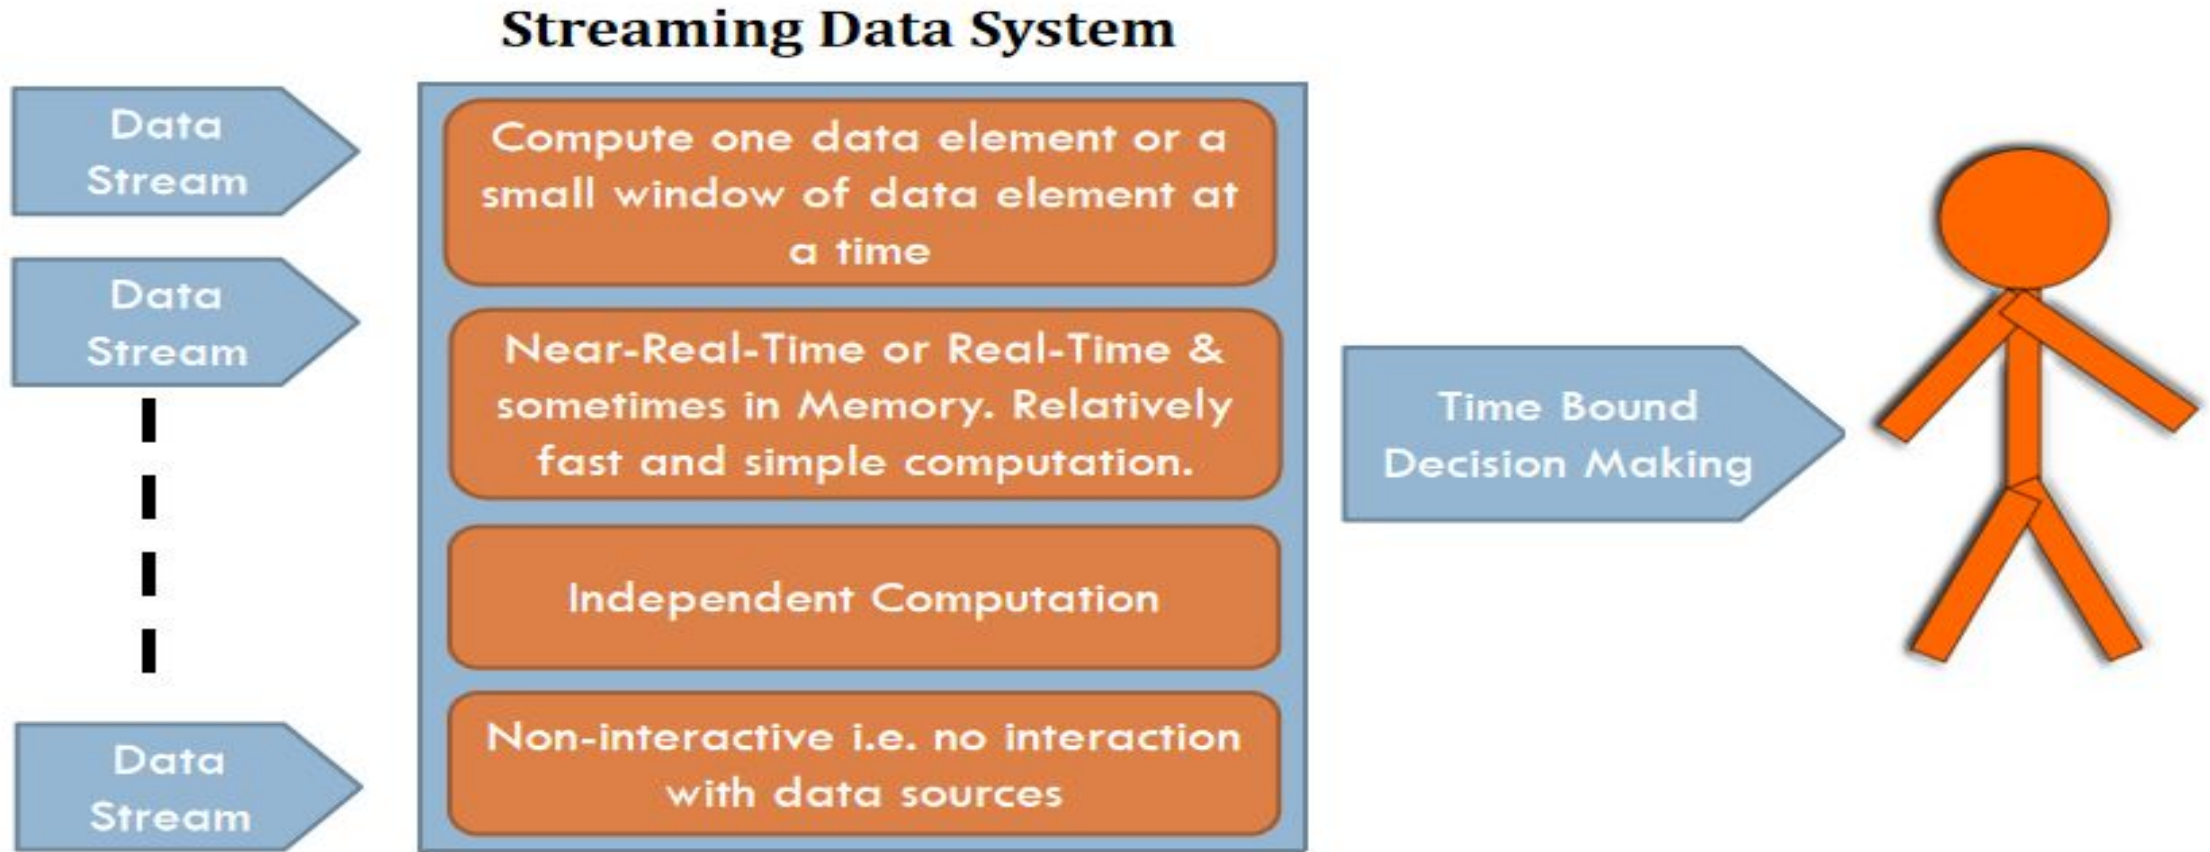 Streaming Data System
Data
Stream
Data
Stream
Data
Stream
Compute one data element or a
small window of data element at
a time
Near-Real-Time or Real-Time &
sometimes in Memory. Relatively
fast and simple computation.
Independent Computation
Non-interactive i.e. no interaction
with data sources
Time Bound
Decision Making